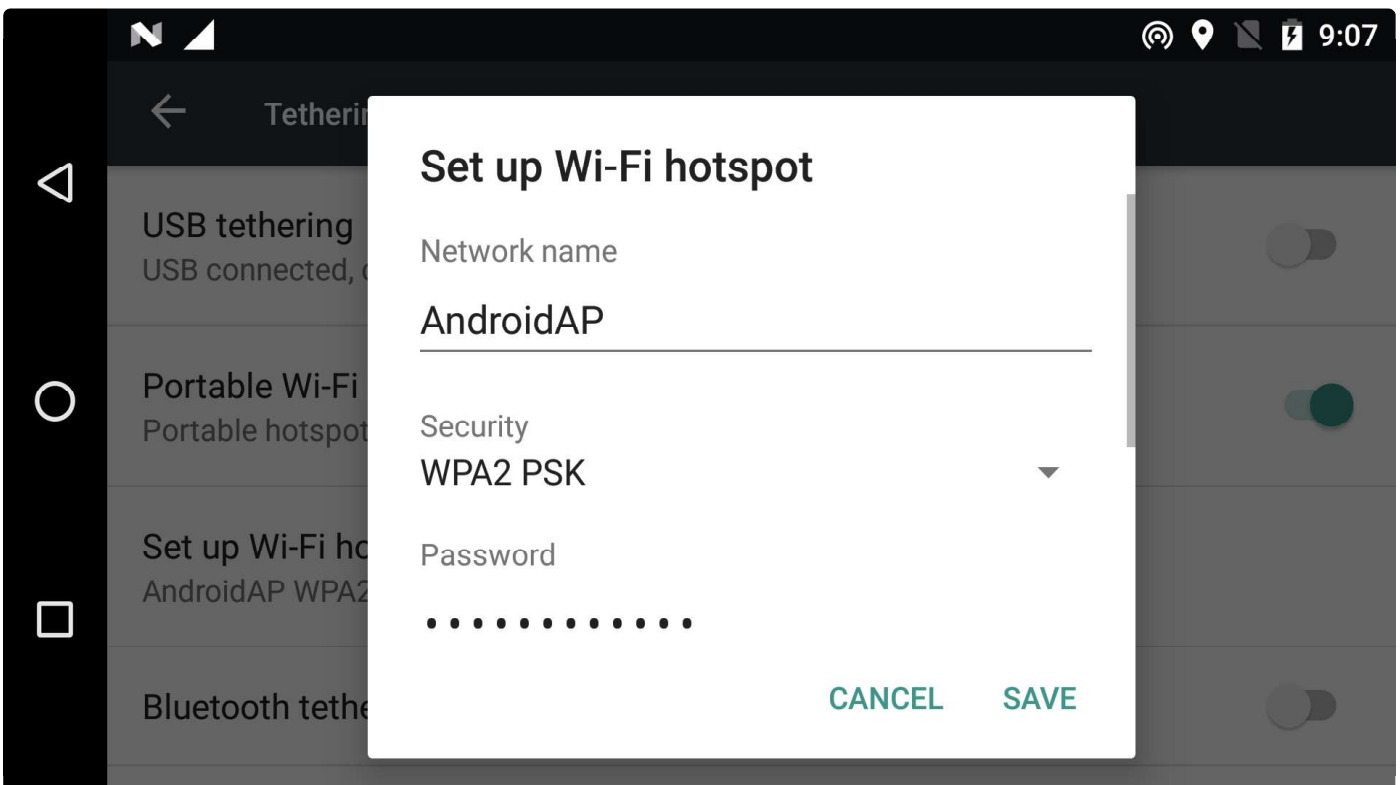 9:07
Tetheri
Set up Wi-Fi hotspot
USB tethering
USB connected,
Network name
AndroidAP
Portable Wi-Fi
Portable hotspot
Security
WPA2 PSK
Set up Wi-Fi ho
AndroidAP WPA2
Password
••••••••••••
Bluetooth tethe
CANCEL SAVE